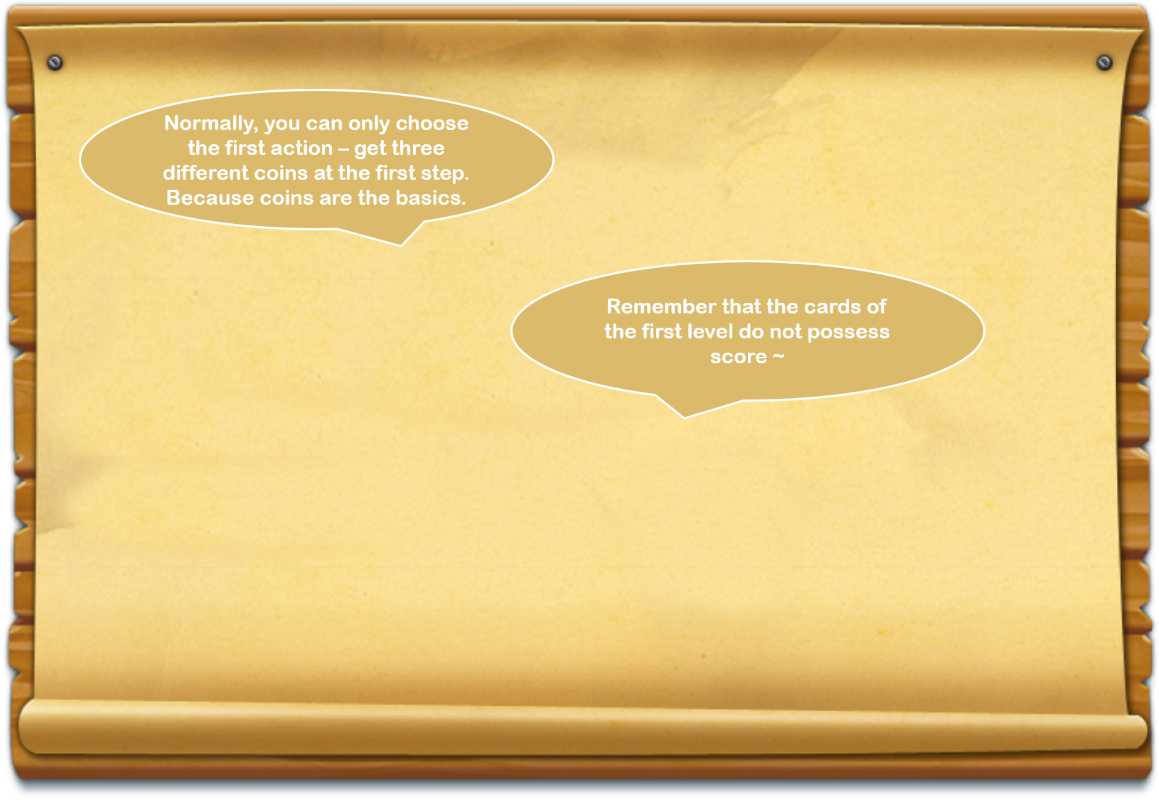 Normally, you can only choose
the first action – get three
different coins at the first step.
Because coins are the basics.
Remember that the cards of
the first level do not possess
score ~